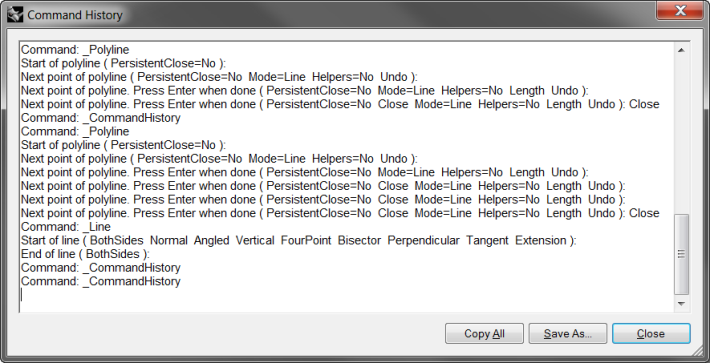 Command History
Command: _Polyline
Start of polyline ( PersistentClose=No ):
Next point of polyline ( PersistentClose=No Mode=Line Helpers=No Undo ):
Next point of polyline. Press Enter when done ( PersistentClose=No Mode=Line Helpers=No Length Undo ):
Next point of polyline. Press Enter when done ( PersistentClose=No Close Mode=Line Helpers=No Length Undo ): Close
Command: _CommandHistory
Command: _Polyline
Start of polyline ( PersistentClose=No ):
Next point of polyline ( PersistentClose=No Mode=Line Helpers=No Undo ):
Next point of polyline. Press Enter when done ( PersistentClose=No Mode=Line Helpers=No Length Undo ):
Next point of polyline. Press Enter when done ( PersistentClose=No Close Mode=Line Helpers=No Length Undo ):
Next point of polyline. Press Enter when done ( PersistentClose=No Close Mode=Line Helpers=No Length Undo ):
Next point of polyline. Press Enter when done ( PersistentClose=No Close Mode=Line Helpers=No Length Undo ): Close
Command: _Line
Start of line ( BothSides Normal Angled Vertical FourPoint Bisector Perpendicular Tangent Extension ):
End of line ( BothSides ):
Command: _CommandHistory
Command: _CommandHistory
Copy All Save As... Close